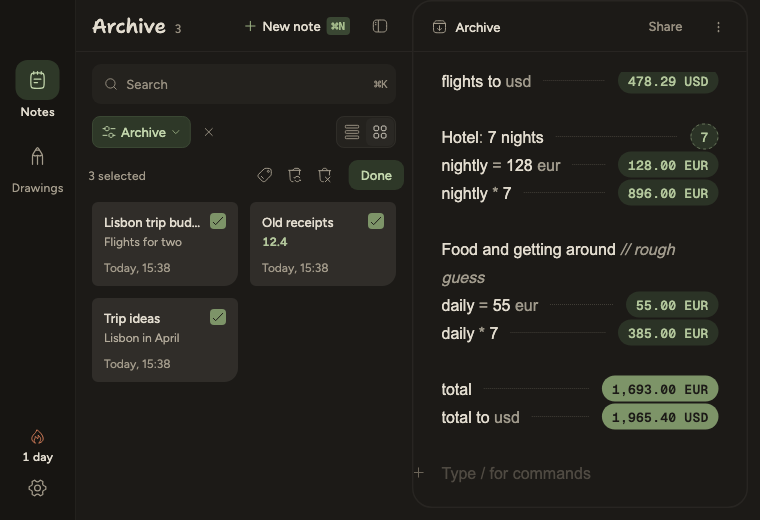 Notes
Drawings
1 day
Archive 3
+ New note ⌘N
Search ⌘K
Archive
3 selected
Done
Lisbon trip bud...
Flights for two
Today, 15:38
Old receipts
12.4
Today, 15:38
Trip ideas
Lisbon in April
Today, 15:38
Archive
Share
flights to usd 478.29 USD
Hotel: 7 nights 7
nightly = 128 eur 128.00 EUR
nightly * 7 896.00 EUR
Food and getting around // rough
guess
daily = 55 eur 55.00 EUR
daily * 7 385.00 EUR
total 1,693.00 EUR
total to usd 1,965.40 USD
+ Type / for commands